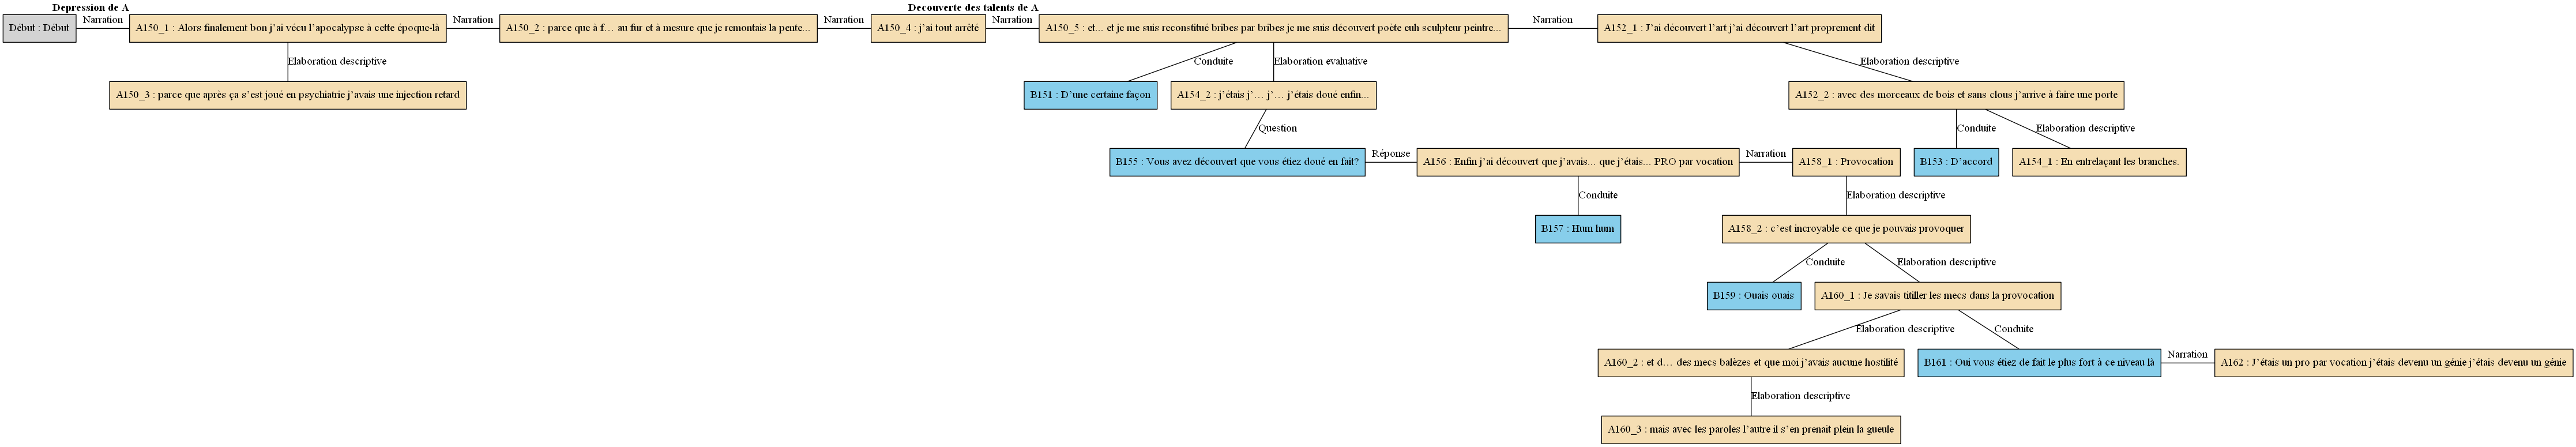 Depression de A
Decouverte des talents de A
Début : Début
Narration
A150_1 : Alors finalement bon j’ai vécu l’apocalypse à cette époque-là
Narration
A150_2 : parce que à f… au fur et à mesure que je remontais la pente...
Narration
A150_4 : j’ai tout arrêté
Narration
A150_5 : et... et je me suis reconstitué bribes par bribes je me suis découvert poète euh sculpteur peintre...
Narration
A152_1 : J’ai découvert l’art j’ai découvert l’art proprement dit
Elaboration descriptive
Conduite
Elaboration evaluative
Elaboration descriptive
A150_3 : parce que après ça s’est joué en psychiatrie j’avais une injection retard
B151 : D’une certaine façon
A154_2 : j’étais j’… j’… j’étais doué enfin...
A152_2 : avec des morceaux de bois et sans clous j’arrive à faire une porte
Question
Conduite
Elaboration descriptive
B155 : Vous avez découvert que vous étiez doué en fait?
Réponse
A156 : Enfin j’ai découvert que j’avais... que j’étais... PRO par vocation
Narration
A158_1 : Provocation
B153 : D’accord
A154_1 : En entrelaçant les branches.
Conduite
Elaboration descriptive
B157 : Hum hum
A158_2 : c’est incroyable ce que je pouvais provoquer
Conduite
Elaboration descriptive
B159 : Ouais ouais
A160_1 : Je savais titiller les mecs dans la provocation
Elaboration descriptive
Conduite
A160_2 : et d… des mecs balèzes et que moi j’avais aucune hostilité
B161 : Oui vous étiez de fait le plus fort à ce niveau là
Narration
A162 : J’étais un pro par vocation j’étais devenu un génie j’étais devenu un génie
Elaboration descriptive
A160_3 : mais avec les paroles l’autre il s’en prenait plein la gueule